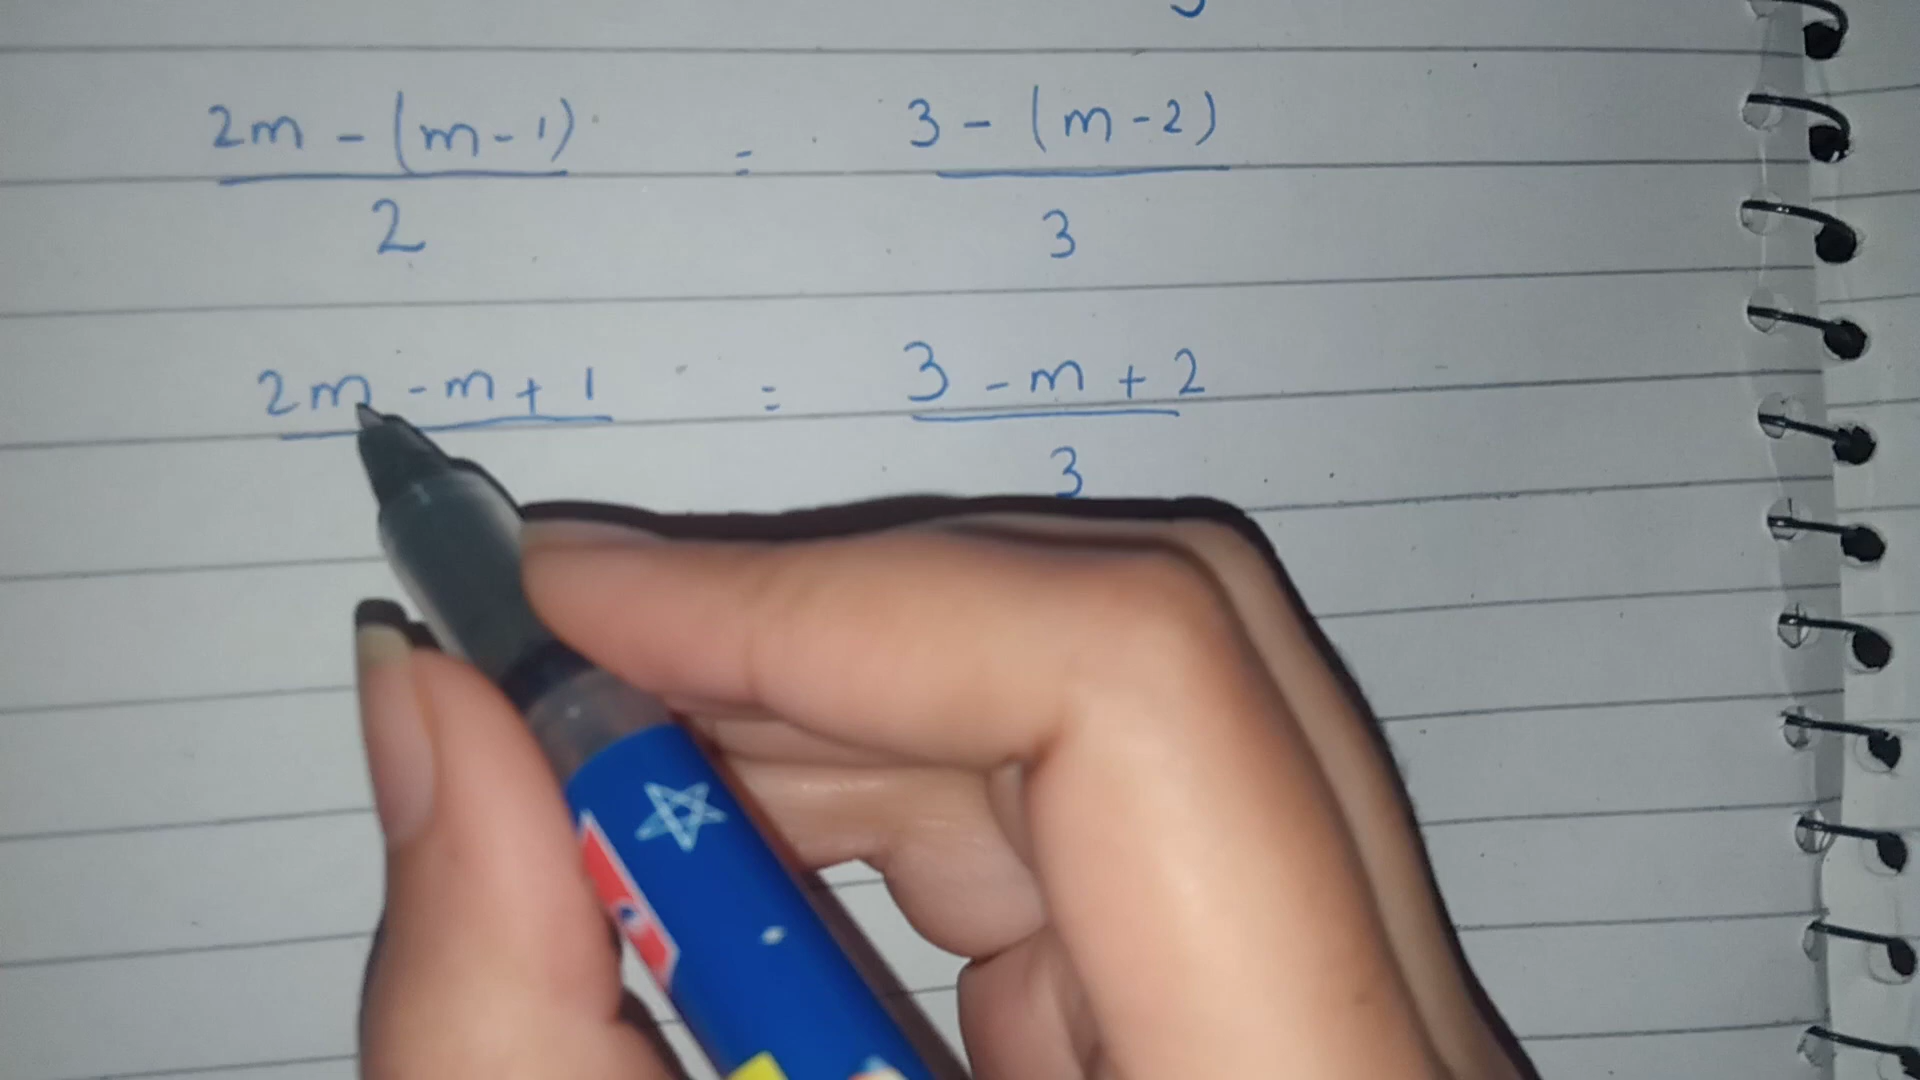 2m - (m - 1) = 3 - (m - 2)
2 3
2m - m + 1 = 3 - m + 2
3